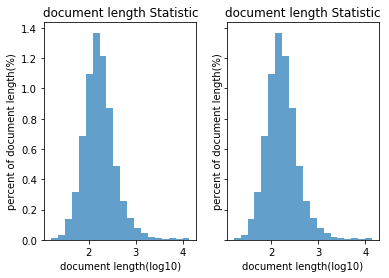 document length Statistic
document length Statistic
percent of document length(%)
1.4
1.2
1.0
0.8
0.6
0.4
0.2
0.0
2
3
4
document length(log10)
percent of document length(%)
2
3
4
document length(log10)